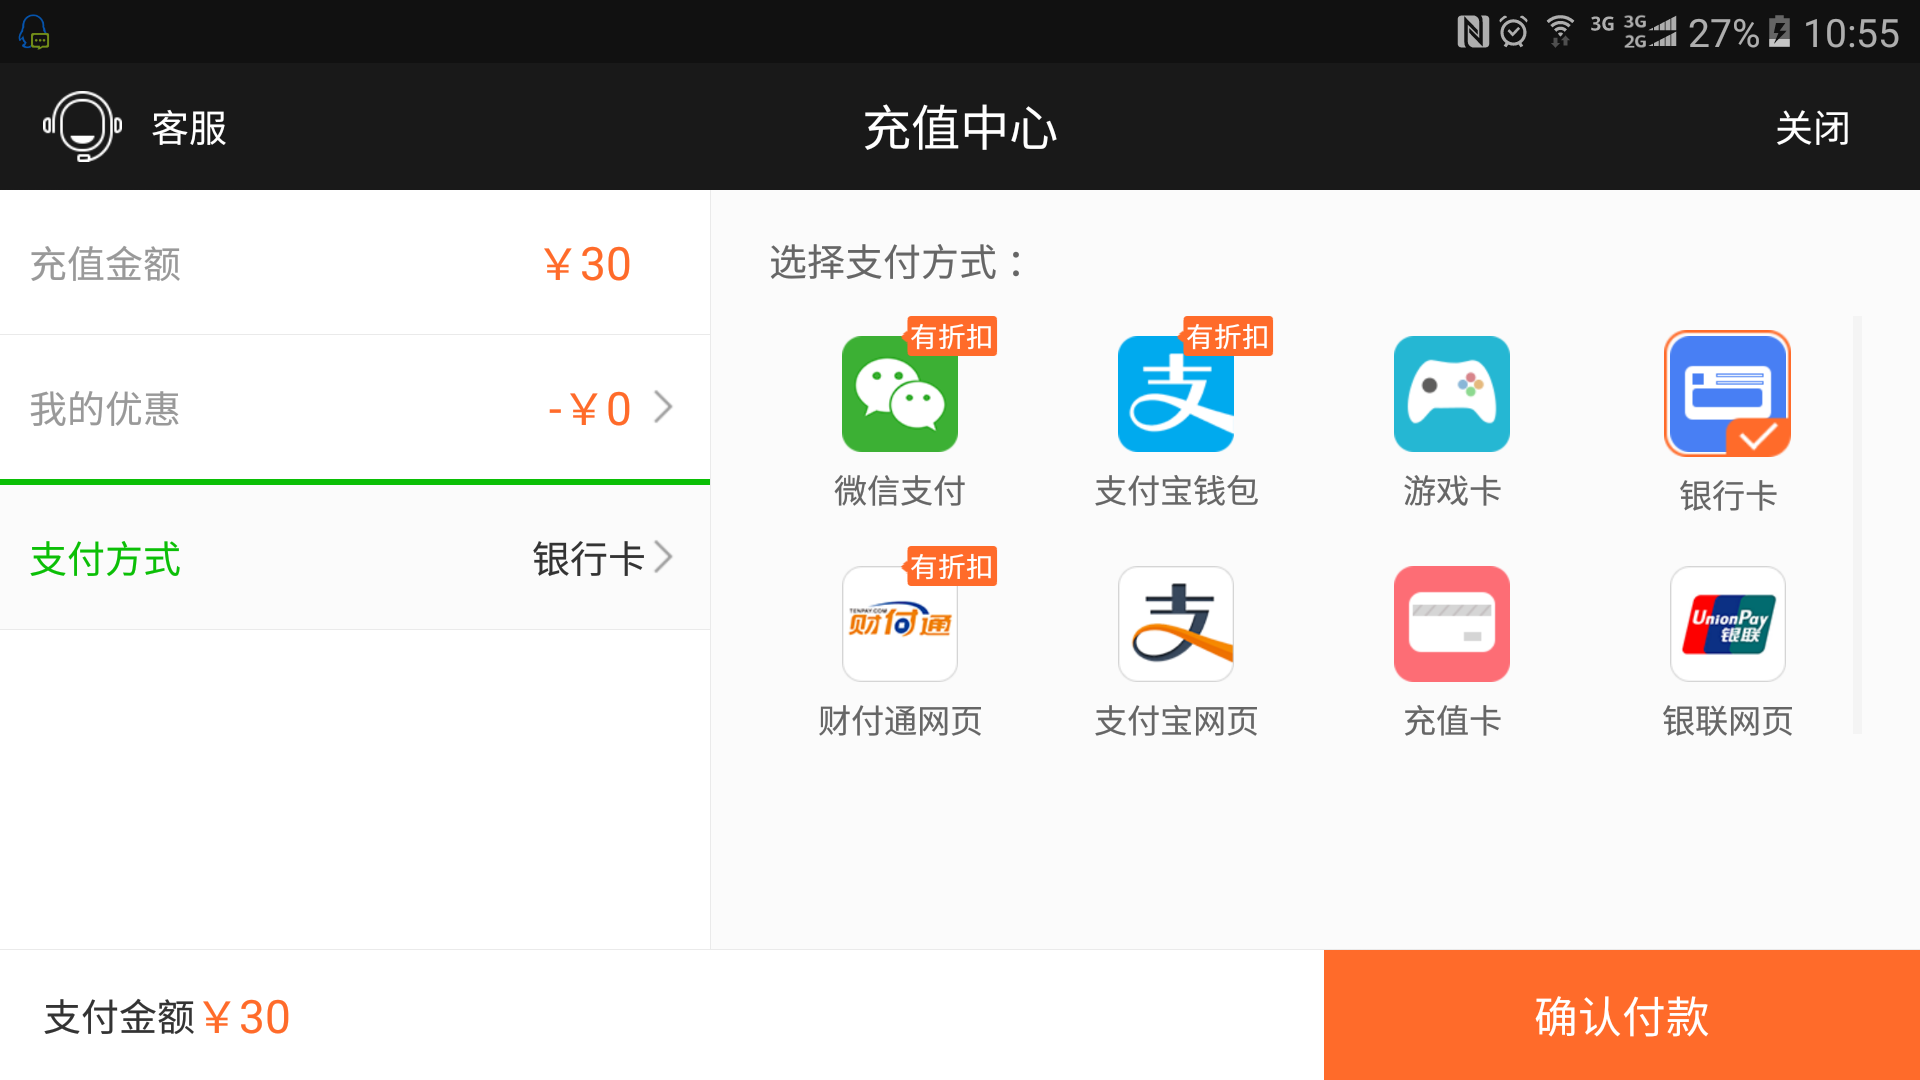 3G 3G 2G 27% 10:55
客服 充值中心 关闭
充值金额 ￥30
我的优惠 -￥0
支付方式 银行卡
选择支付方式：
有折扣 有折扣
微信支付 支付宝钱包 游戏卡 银行卡
有折扣
TENPAY.COM 财付通 支 UnionPay 银联
财付通网页 支付宝网页 充值卡 银联网页
支付金额￥30 确认付款